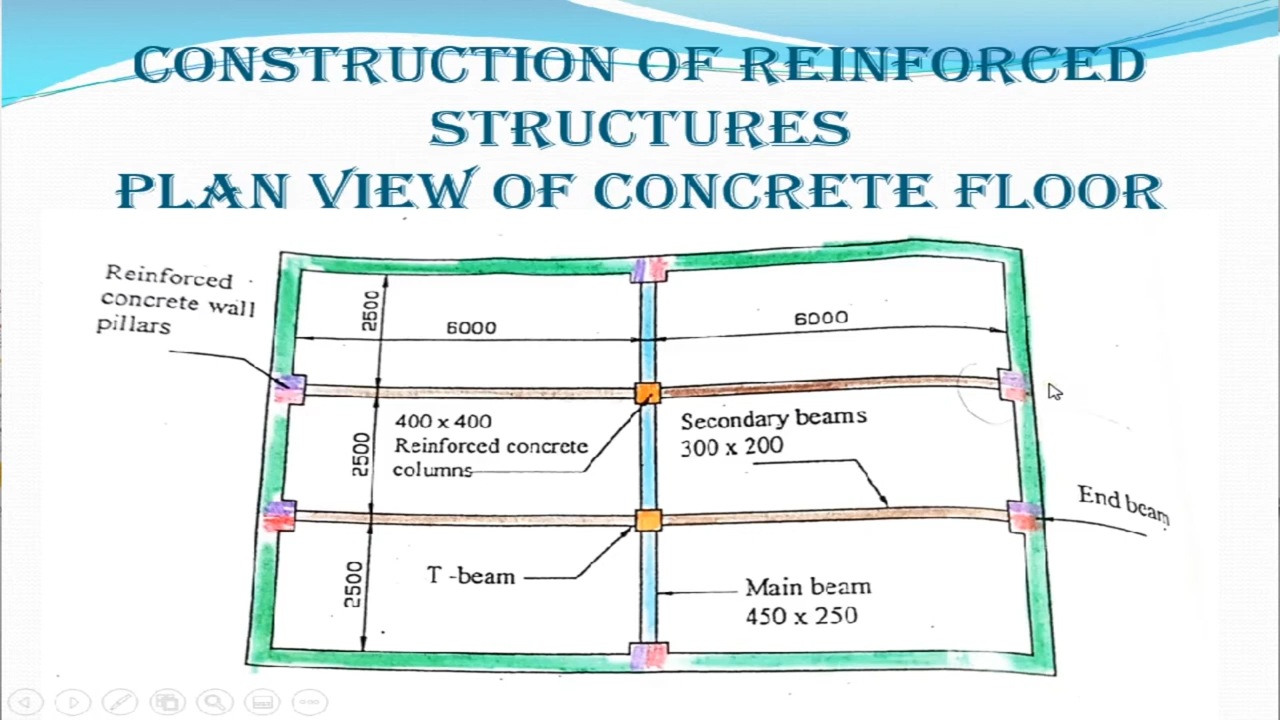 CONSTRUCTION OF REINFORCED
STRUCTURES
PLAN VIEW OF CONCRETE FLOOR
Reinforced
concrete wall
pillars
2500
6000
6000
400 x 400
Reinforced concrete
columns
Secondary beams
300 x 200
2500
End beam
T-beam
2500
Main beam
450 x 250